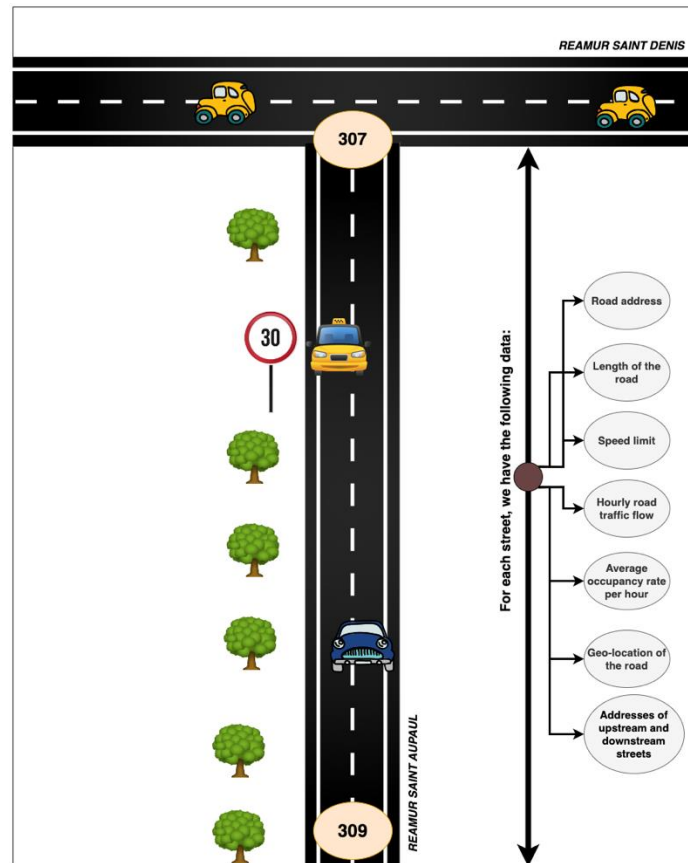 REAMUR SAINT DENIS
307
30
Road address
Length of the
road
Speed limit
For each street, we have the following data:
Hourly road
traffic flow
Average
occupancy rate
per hour
Geo-location of
the road
Addresses of
upstream and
downstream
streets
REAMUR SAINT AUPAUL
309